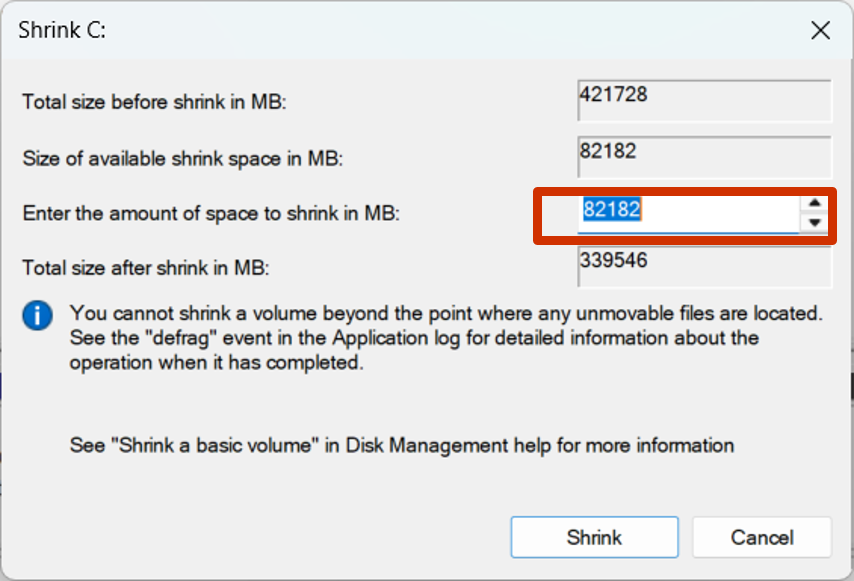 Shrink C:
Total size before shrink in MB: 421728
Size of available shrink space in MB: 82182
Enter the amount of space to shrink in MB: 82182
Total size after shrink in MB: 339546
You cannot shrink a volume beyond the point where any unmovable files are located.
See the "defrag" event in the Application log for detailed information about the
operation when it has completed.
See "Shrink a basic volume" in Disk Management help for more information
Shrink Cancel